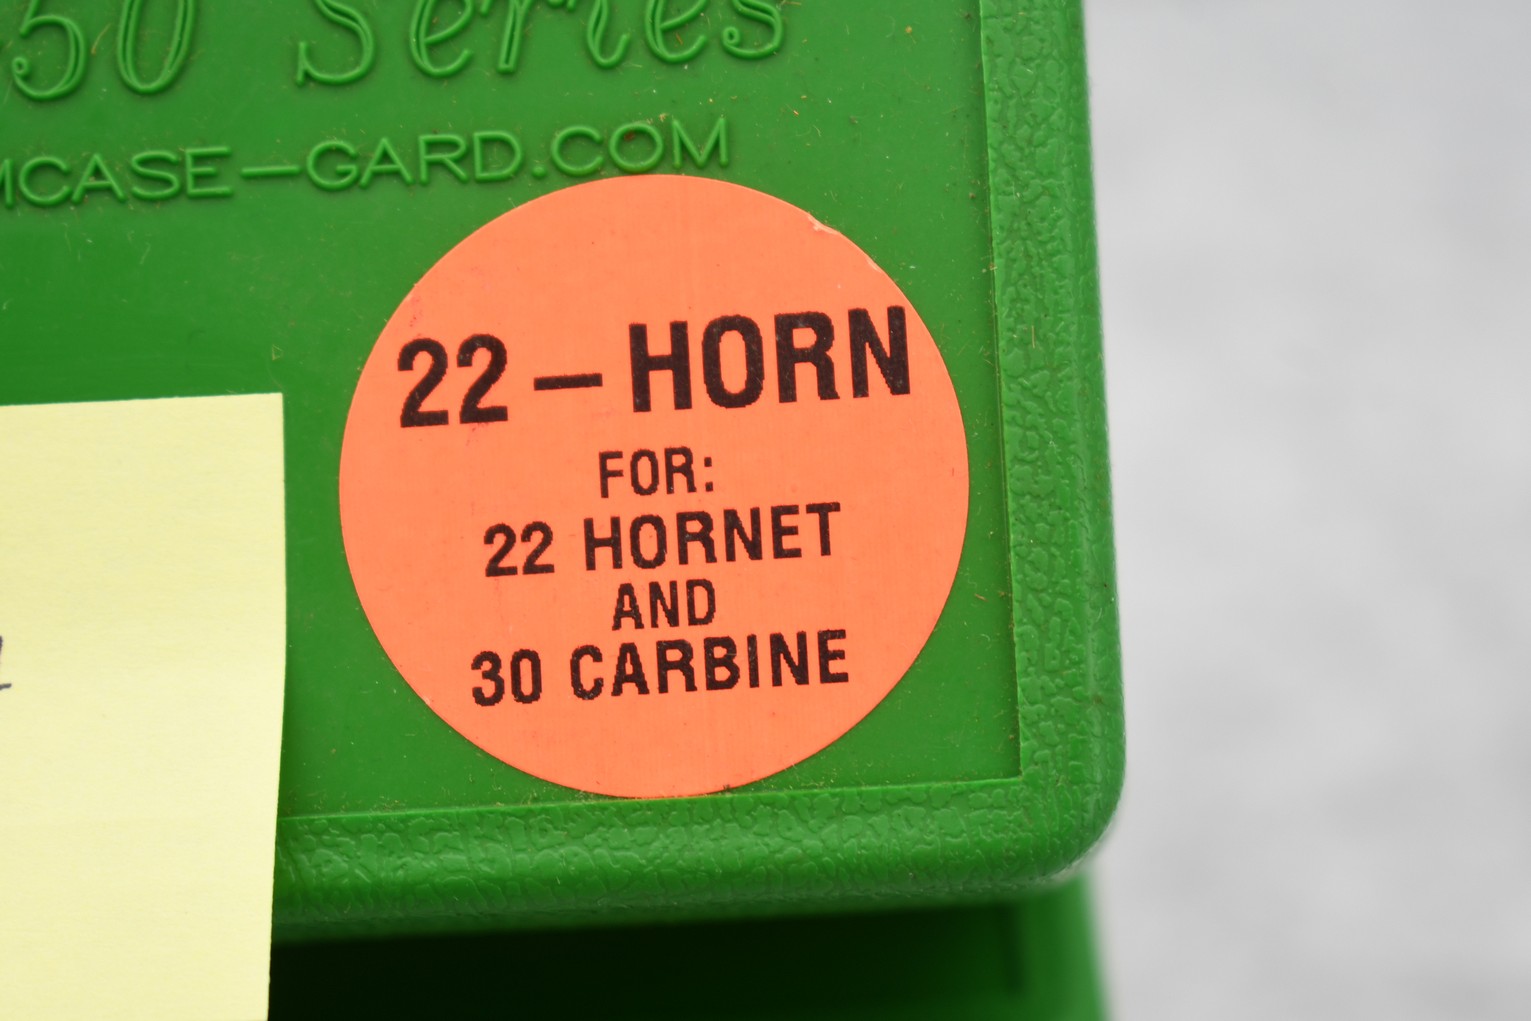 50 Series
MCASE-GARD.COM
22-HORN
FOR:
22 HORNET
AND
30 CARBINE